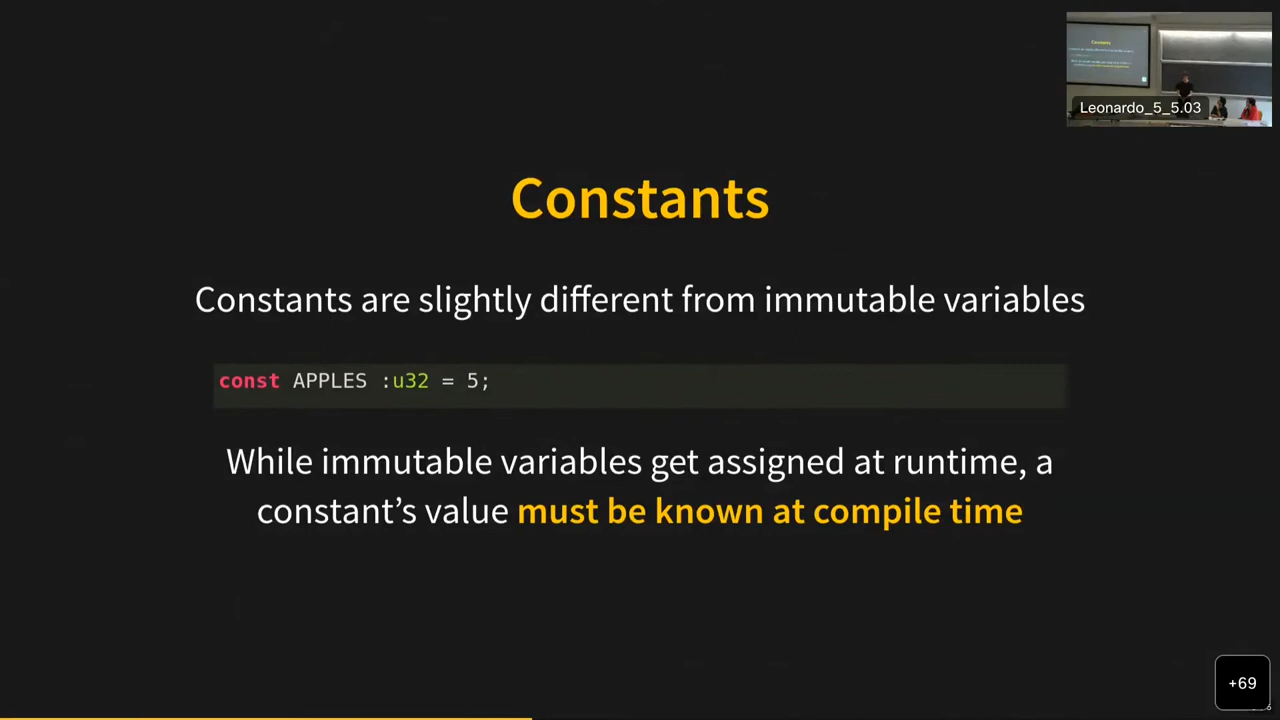 Leonardo_5_5.03
Constants
Constants are slightly different from immutable variables
const APPLES :u32 = 5;
While immutable variables get assigned at runtime, a
constant’s value must be known at compile time
+69